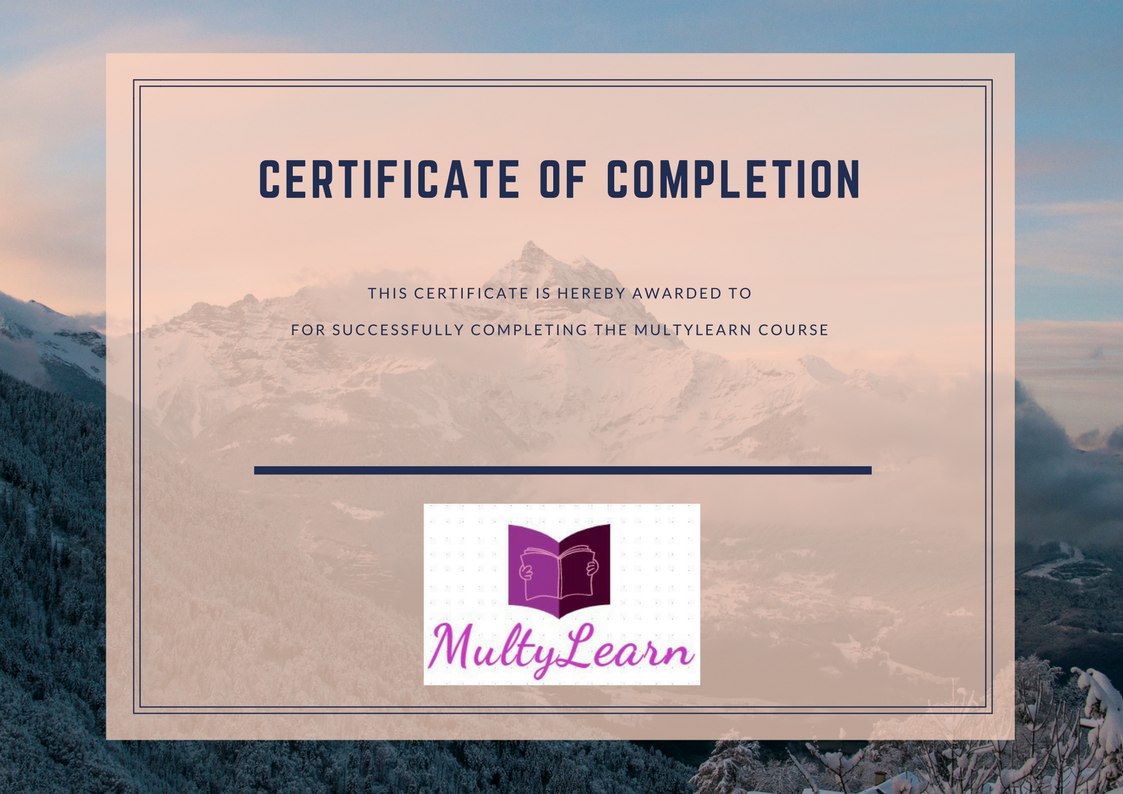 CERTIFICATE OF COMPLETION
THIS CERTIFICATE IS HEREBY AWARDED TO
FOR SUCCESSFULLY COMPLETING THE MULTYLEARN COURSE
MultyLearn